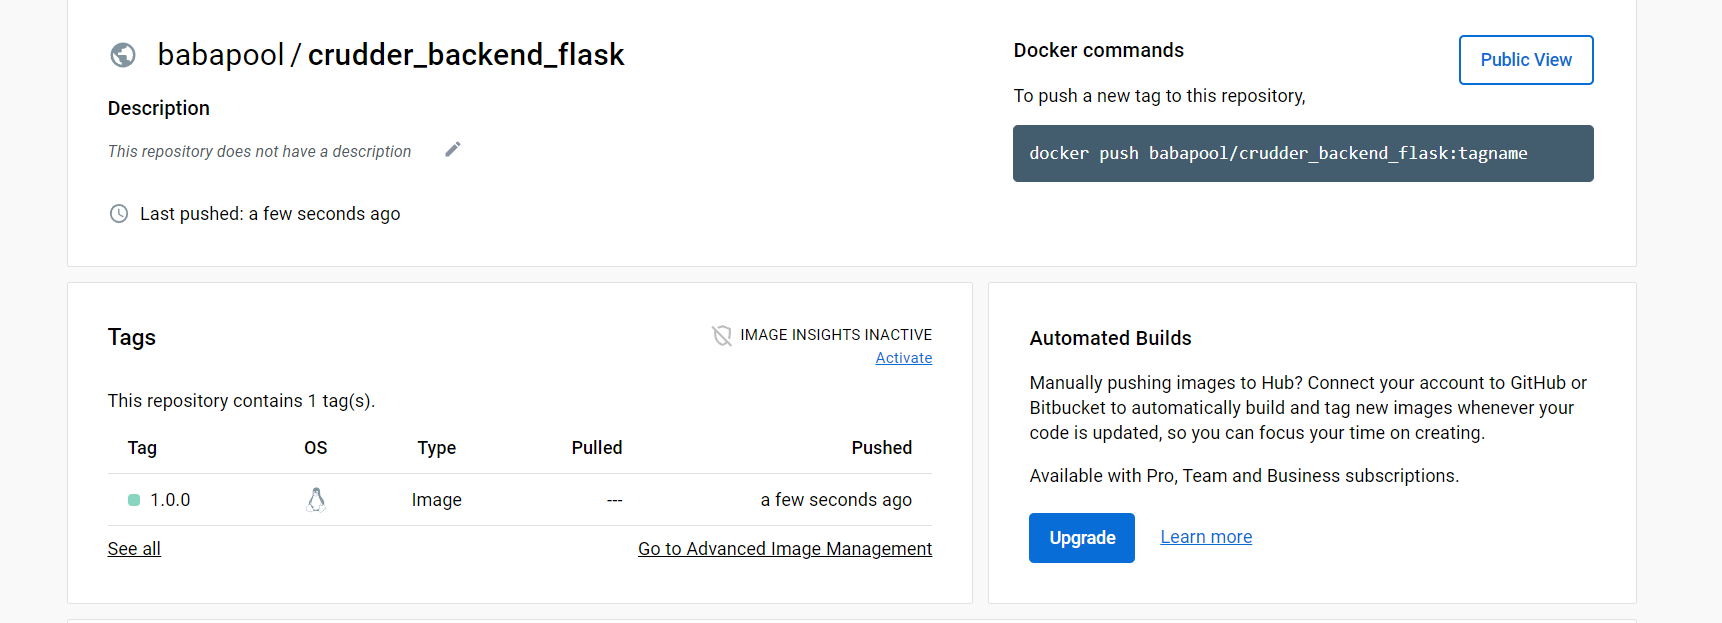 babapool / crudder_backend_flask
Description
This repository does not have a description
Last pushed: a few seconds ago
Docker commands
Public View
To push a new tag to this repository,
docker push babapool/crudder_backend_flask:tagname
Tags
IMAGE INSIGHTS INACTIVE
Activate
This repository contains 1 tag(s).
Tag OS Type Pulled Pushed
1.0.0 Image --- a few seconds ago
See all
Go to Advanced Image Management
Automated Builds
Manually pushing images to Hub? Connect your account to GitHub or
Bitbucket to automatically build and tag new images whenever your
code is updated, so you can focus your time on creating.
Available with Pro, Team and Business subscriptions.
Upgrade
Learn more